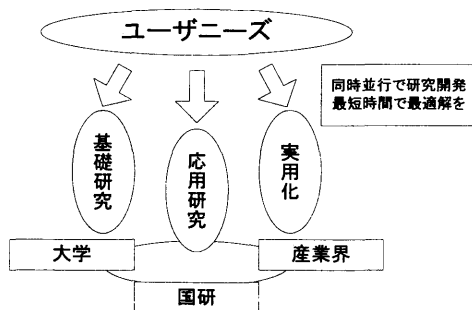 ユーザニーズ
同時並行で研究開発
最短時間で最適解を
基礎研究
応用研究
実用化
大学
産業界
国研